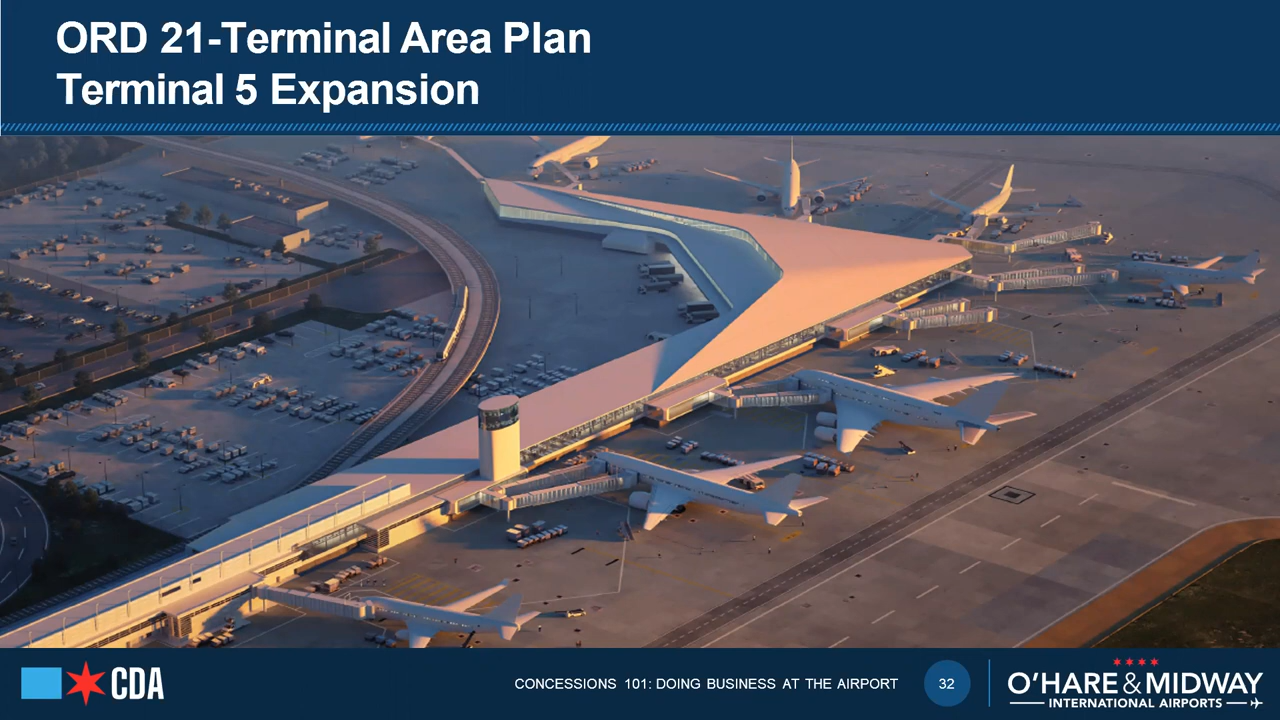 ORD 21-Terminal Area Plan
Terminal 5 Expansion
CDA
CONCESSIONS 101: DOING BUSINESS AT THE AIRPORT
32
O'HARE & MIDWAY
INTERNATIONAL AIRPORTS